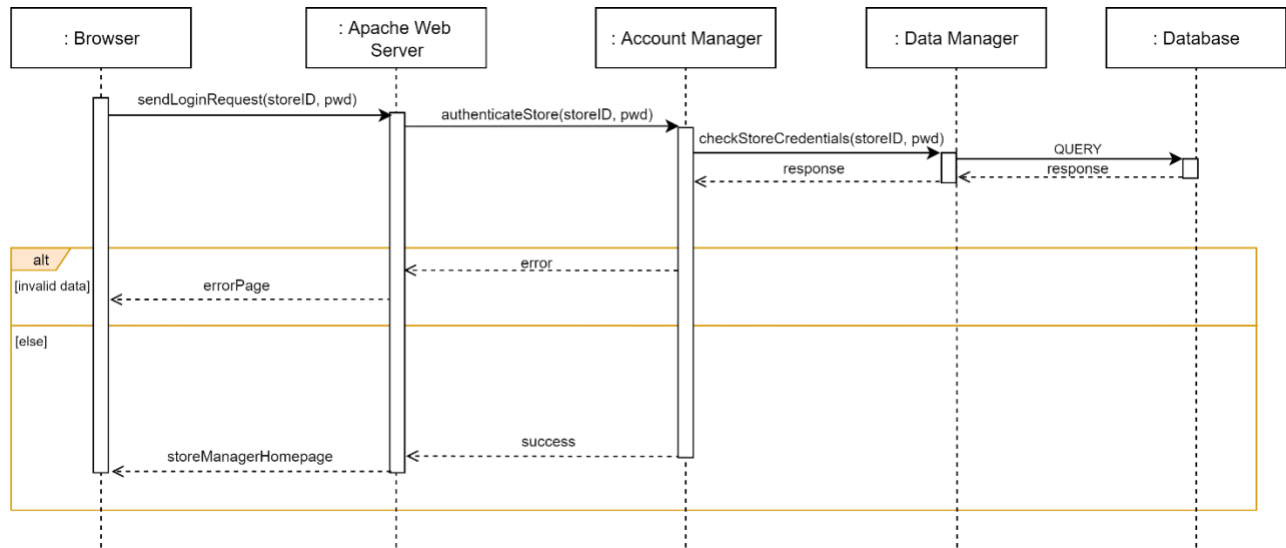 : Browser
: Apache Web
Server
: Account Manager
: Data Manager
: Database
sendLoginRequest(storeID, pwd)
authenticateStore(storeID, pwd)
checkStoreCredentials(storeID, pwd)
QUERY
response
response
alt
error
[invalid data]
errorPage
[else]
success
storeManagerHomepage